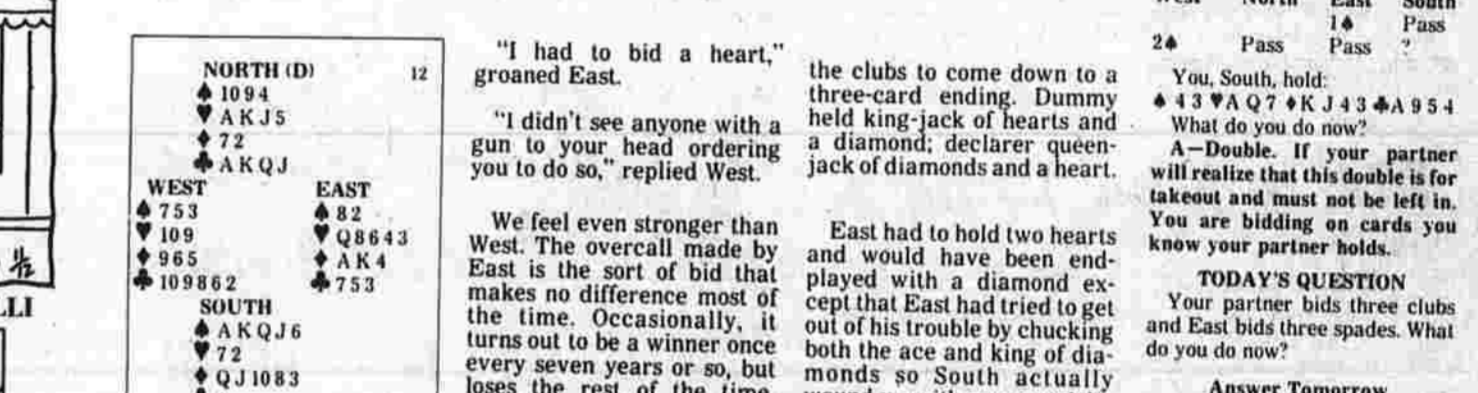 ½
LLI
NORTH (D) 12
♠ 10 9 4
♥ A K J 5
♦ 7 2
♣ A K Q J
WEST EAST
♠ 7 5 3 ♠ 8 2
♥ 10 9 ♥ Q 8 6 4 3
♦ 9 6 5 ♦ A K 4
♣ 10 9 8 6 2 ♣ 7 5 3
SOUTH
♠ A K Q J 6
♥ 7 2
♦ Q J 10 8 3
"I had to bid a heart,"
groaned East.
"I didn't see anyone with a
gun to your head ordering
you to do so," replied West.
We feel even stronger than
West. The overcall made by
East is the sort of bid that
makes no difference most of
the time. Occasionally, it
turns out to be a winner once
every seven years or so, but
loses the rest of the time.
the clubs to come down to a
three-card ending. Dummy
held king-jack of hearts and
a diamond; declarer queen-
jack of diamonds and a heart.
East had to hold two hearts
and would have been end-
played with a diamond ex-
cept that East had tried to get
out of his trouble by chucking
both the ace and king of dia-
monds so South actually
West North East South
1♠ Pass
2♠ Pass Pass ?
You, South, hold:
♠ 4 3 ♥ A Q 7 ♦ K J 4 3 ♣ A 9 5 4
What do you do now?
A—Double. If your partner
will realize that this double is for
takeout and must not be left in.
You are bidding on cards you
know your partner holds.
TODAY'S QUESTION
Your partner bids three clubs
and East bids three spades. What
do you do now?
Answer Tomorrow